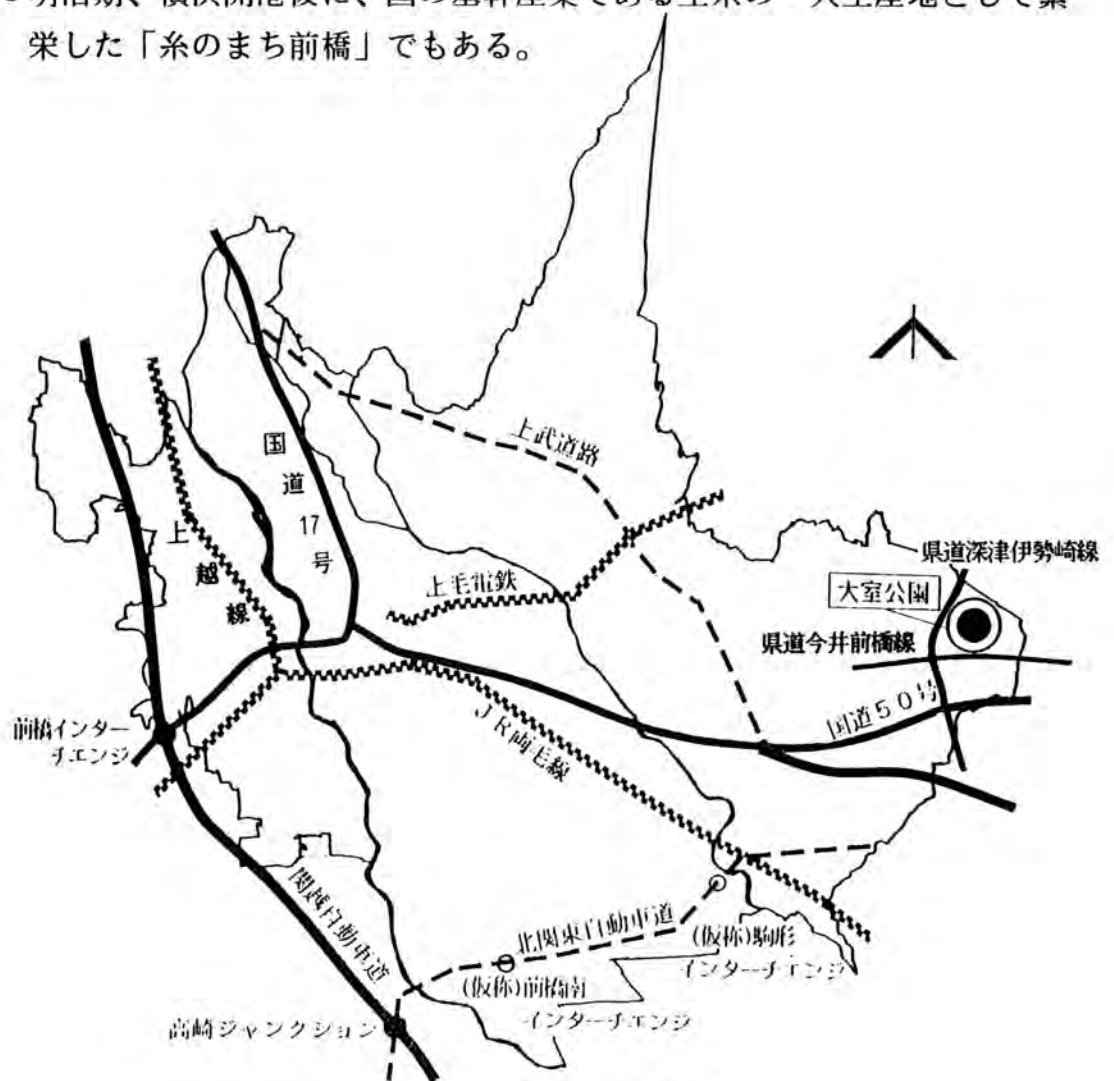 栄した「糸のまち前橋」でもある。
上武道路
国道17号
上越線
上毛電鉄
県道深津伊勢崎線
大室公園
県道今井前橋線
国道50号
前橋インター
チエンジ
JR両毛線
関越自動車道
北関東自動車道
(仮称)駒形
インターチエンジ
(仮称)前橋南
インターチエンジ
高崎ジャンクション